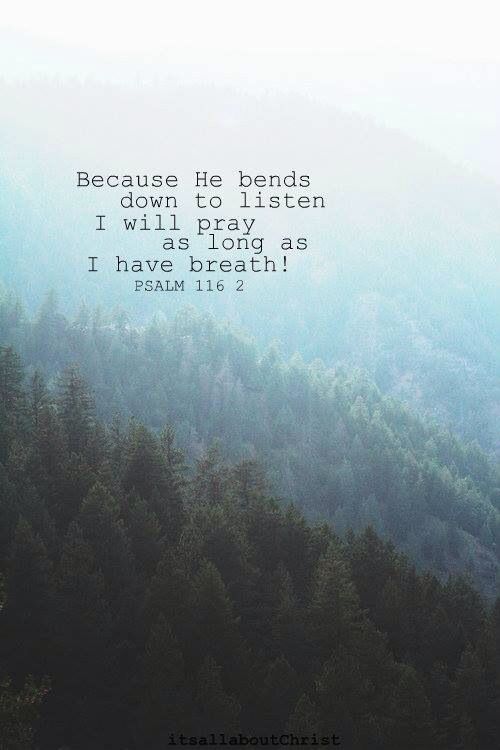 Because He bends
down to listen
I will pray
as long as
I have breath!
PSALM 116 2
itsallaboutChrist